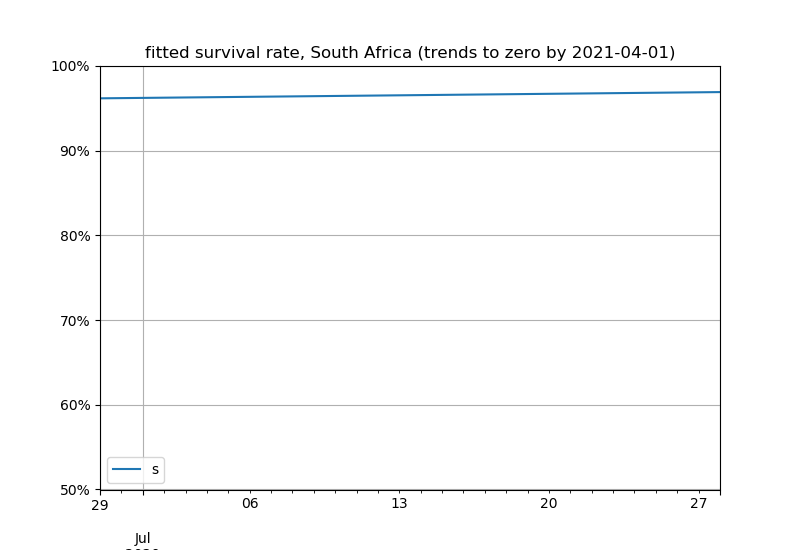 fitted survival rate, South Africa (trends to zero by 2021-04-01)
100%
90%
80%
70%
60%
50%
s
29 06 13 20 27
Jul